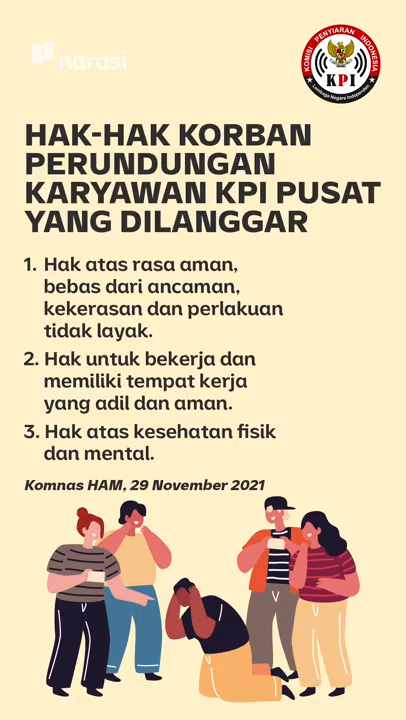 narasi
KOMISI PENYIARAN INDONESIA
KPI
Lembaga Negara Independen
HAK-HAK KORBAN
PERUNDUNGAN
KARYAWAN KPI PUSAT
YANG DILANGGAR
1. Hak atas rasa aman,
bebas dari ancaman,
kekerasan dan perlakuan
tidak layak.
2. Hak untuk bekerja dan
memiliki tempat kerja
yang adil dan aman.
3. Hak atas kesehatan fisik
dan mental.
Komnas HAM, 29 November 2021